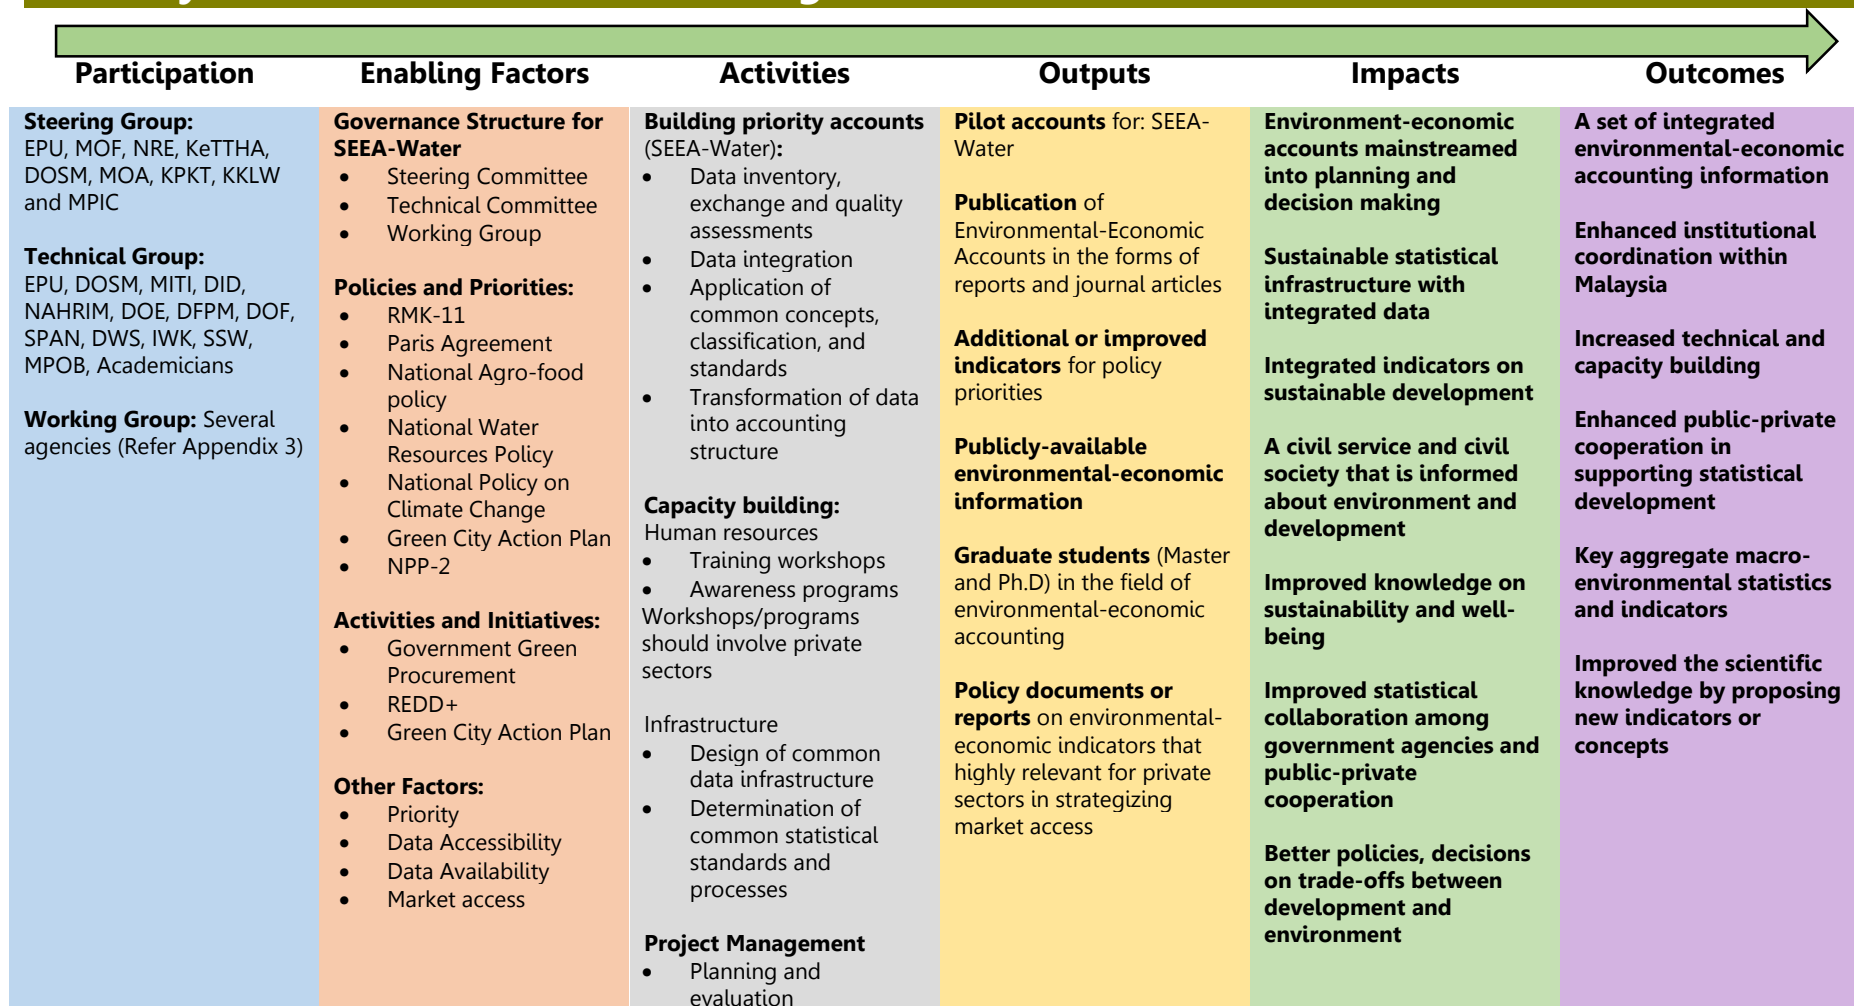 Participation
Enabling Factors
Activities
Outputs
Impacts
Outcomes
Steering Group:
EPU, MOF, NRE, KeTTHA,
DOSM, MOA, KPKT, KKLW
and MPIC
Technical Group:
EPU, DOSM, MITI, DID,
NAHRIM, DOE, DFPM, DOF,
SPAN, DWS, IWK, SSW,
MPOB, Academicians
Working Group: Several
agencies (Refer Appendix 3)
Governance Structure for
SEEA-Water
• Steering Committee
• Technical Committee
• Working Group
Policies and Priorities:
• RMK-11
• Paris Agreement
• National Agro-food
policy
• National Water
Resources Policy
• National Policy on
Climate Change
• Green City Action Plan
• NPP-2
Activities and Initiatives:
• Government Green
Procurement
• REDD+
• Green City Action Plan
Other Factors:
• Priority
• Data Accessibility
• Data Availability
• Market access
Building priority accounts
(SEEA-Water):
• Data inventory,
exchange and quality
assessments
• Data integration
• Application of
common concepts,
classification, and
standards
• Transformation of data
into accounting
structure
Capacity building:
Human resources
• Training workshops
• Awareness programs
Workshops/programs
should involve private
sectors
Infrastructure
• Design of common
data infrastructure
• Determination of
common statistical
standards and
processes
Project Management
• Planning and
evaluation
Pilot accounts for: SEEA-
Water
Publication of
Environmental-Economic
Accounts in the forms of
reports and journal articles
Additional or improved
indicators for policy
priorities
Publicly-available
environmental-economic
information
Graduate students (Master
and Ph.D) in the field of
environmental-economic
accounting
Policy documents or
reports on environmental-
economic indicators that
highly relevant for private
sectors in strategizing
market access
Environment-economic
accounts mainstreamed
into planning and
decision making
Sustainable statistical
infrastructure with
integrated data
Integrated indicators on
sustainable development
A civil service and civil
society that is informed
about environment and
development
Improved knowledge on
sustainability and well-
being
Improved statistical
collaboration among
government agencies and
public-private
cooperation
Better policies, decisions
on trade-offs between
development and
environment
A set of integrated
environmental-economic
accounting information
Enhanced institutional
coordination within
Malaysia
Increased technical and
capacity building
Enhanced public-private
cooperation in
supporting statistical
development
Key aggregate macro-
environmental statistics
and indicators
Improved the scientific
knowledge by proposing
new indicators or
concepts